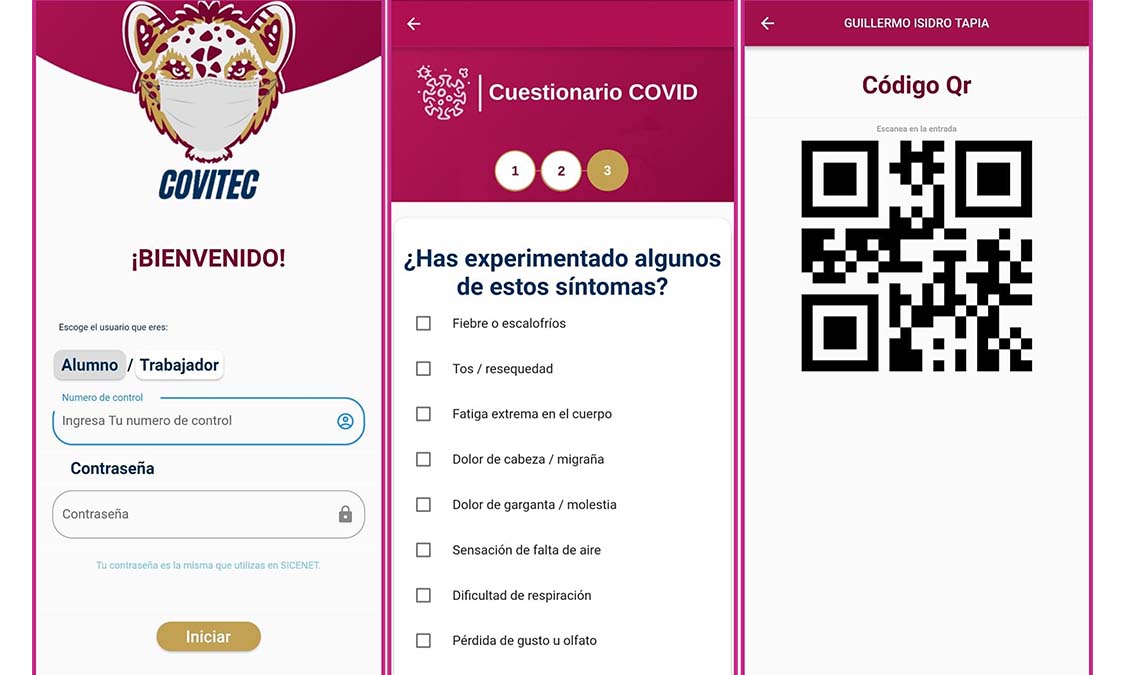 COVITEC
¡BIENVENIDO!
Escoge el usuario que eres:
Alumno / Trabajador
Numero de control
Ingresa Tu numero de control
Contraseña
Contraseña
Tu contraseña es la misma que utilizas en SICENET.
Iniciar
Cuestionario COVID
1 2 3
¿Has experimentado algunos
de estos síntomas?
Fiebre o escalofríos
Tos / resequedad
Fatiga extrema en el cuerpo
Dolor de cabeza / migraña
Dolor de garganta / molestia
Sensación de falta de aire
Dificultad de respiración
Pérdida de gusto u olfato
GUILLERMO ISIDRO TAPIA
Código Qr
Escanea en la entrada